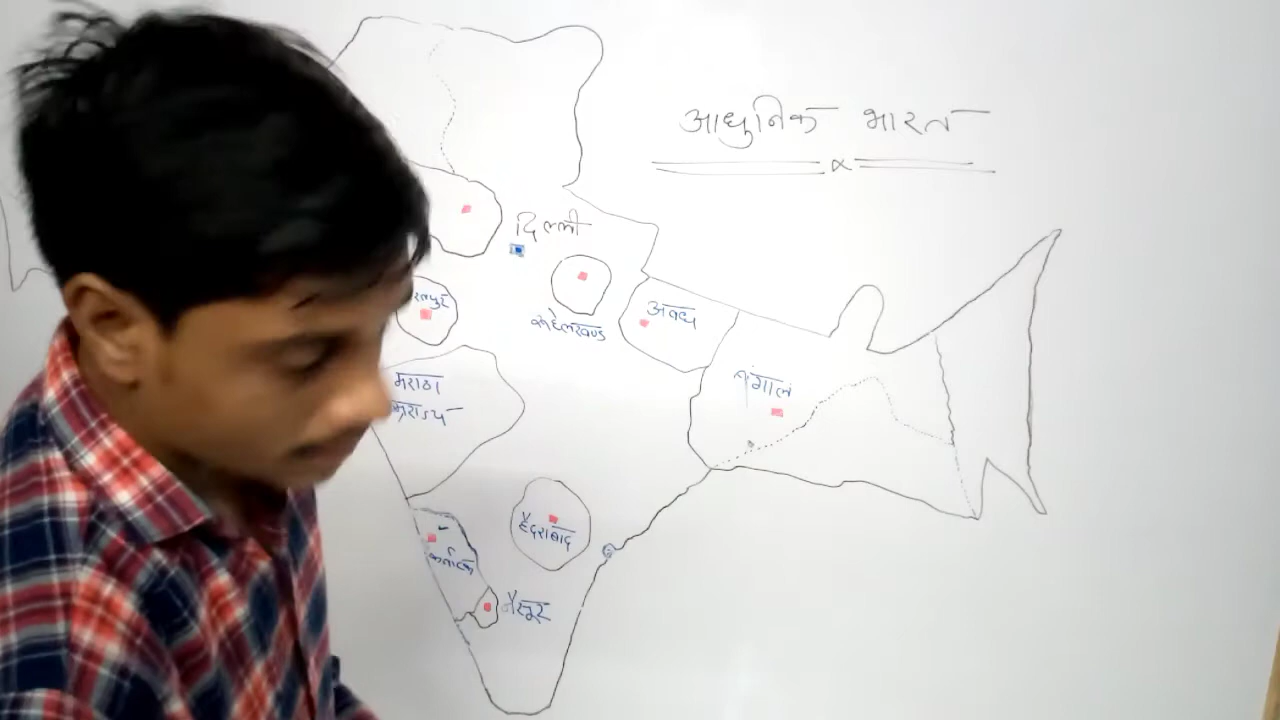 आधुनिक भारत
दिल्ली
रूहेलखण्ड
अवध
बंगाल
मराठा
हैदराबाद
कर्नाटक
मैसूर